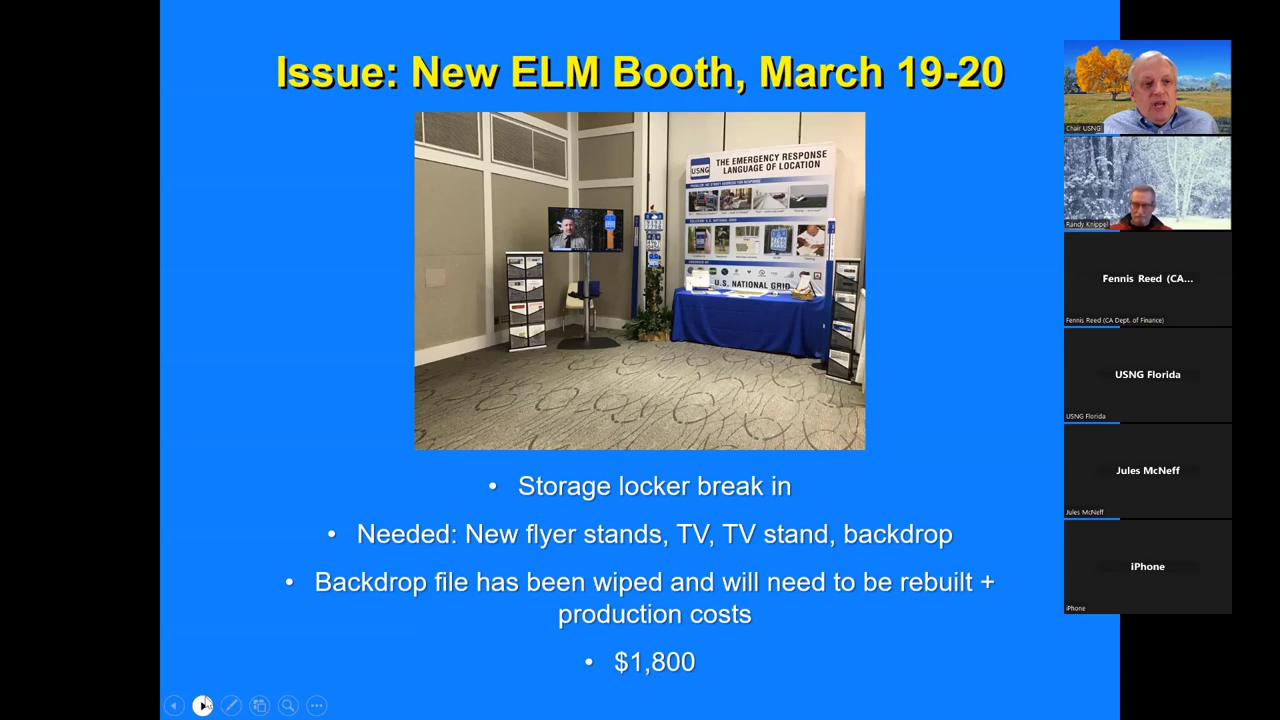 Issue: New ELM Booth, March 19-20
USNG
THE EMERGENCY RESPONSE
LANGUAGE OF LOCATION
U.S. NATIONAL GRID
• Storage locker break in
• Needed: New flyer stands, TV, TV stand, backdrop
• Backdrop file has been wiped and will need to be rebuilt +
production costs
• $1,800
Chair USNG
Randy Knippel
Fennis Reed (CA...
Fennis Reed (CA Dept. of Finance)
USNG Florida
USNG Florida
Jules McNeff
Jules McNeff
iPhone
iPhone